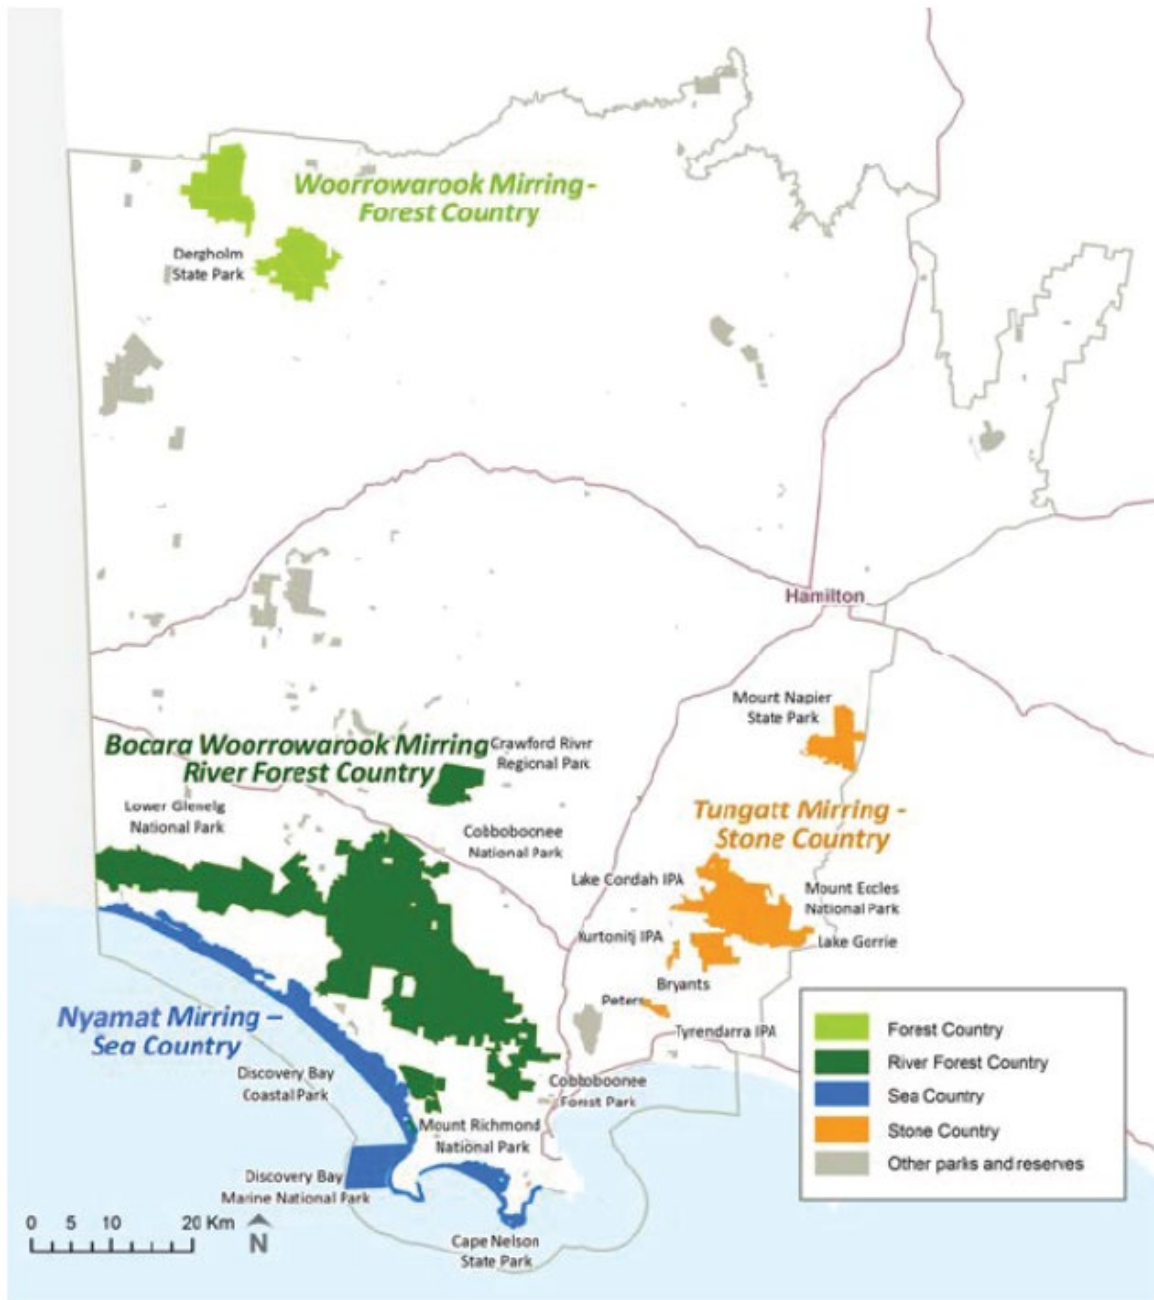 Woorrowarook Mirring-
Forest Country
Dergholm
State Park
Hamilton
Mount Napier
State Park
Bocara Woorrowarook Mirring
River Forest Country
Crawford River
Regional Park
Lower Glenelg
National Park
Cobboboonee
National Park
Tungatt Mirring -
Stone Country
Lake Condah IPA
Mount Eccles
National Park
Kurtonitj IPA
Lake Gorrie
Bryants
Peters
Tyrendarra IPA
Nyamat Mirring –
Sea Country
Discovery Bay
Coastal Park
Cobboboonee
Forest Park
Mount Richmond
National Park
Discovery Bay
Marine National Park
Cape Nelson
State Park
0 5 10 20 Km
N
Forest Country
River Forest Country
Sea Country
Stone Country
Other parks and reserves